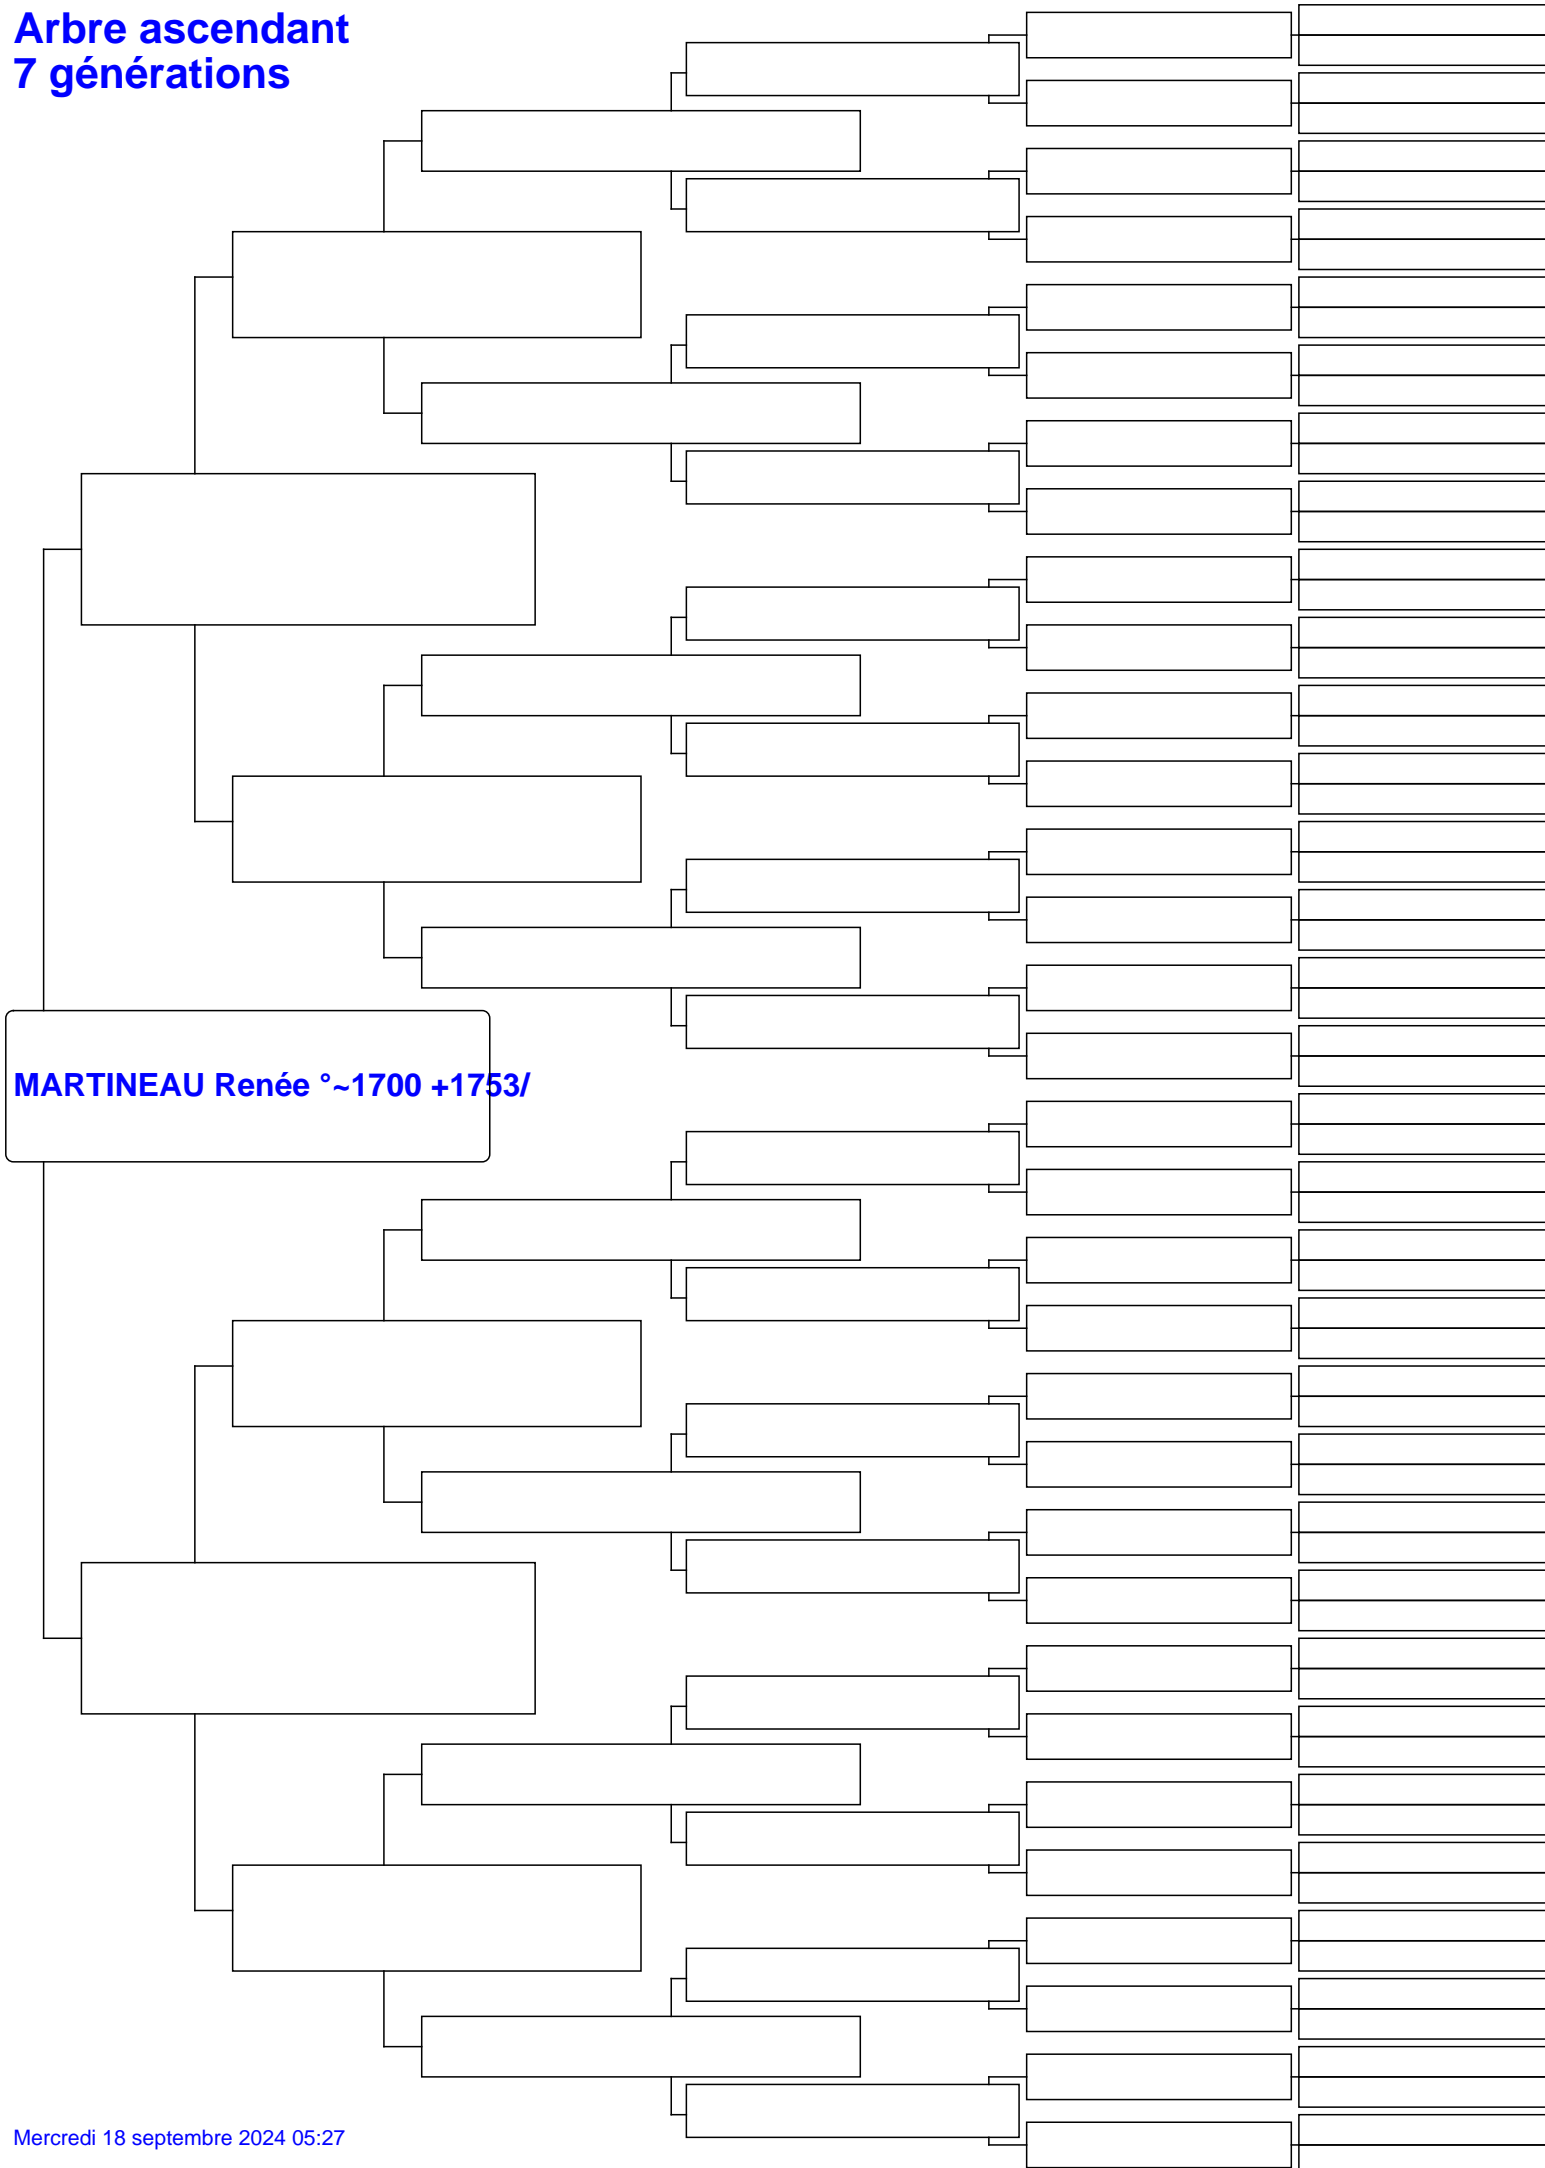 Arbre ascendant
7 générations
MARTINEAU Renée °~1700 +1753/
Mercredi 18 septembre 2024 05:27